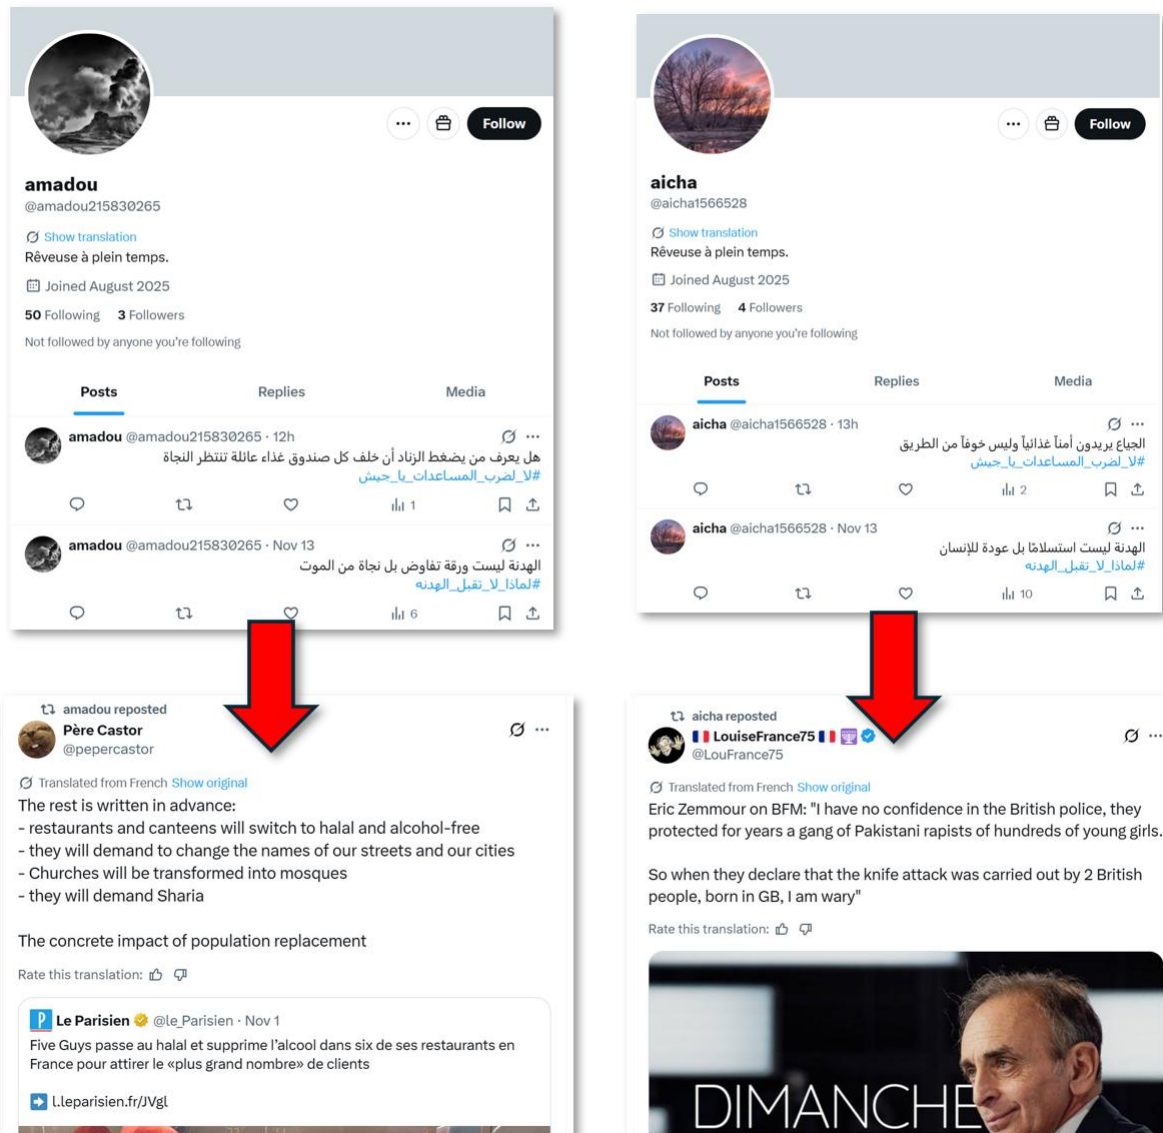 Follow
amadou
@amadou215830265
Show translation
Rêveuse à plein temps.
Joined August 2025
50 Following 3 Followers
Not followed by anyone you're following
Posts Replies Media
amadou @amadou215830265 · 12h
هل يعرف من يضغط الزناد أن خلف كل صندوق غذاء عائلة تنتظر النجاة
#لا_لضرب_المساعدات_يا_جيش
1
amadou @amadou215830265 · Nov 13
الهدنة ليست ورقة تفاوض بل نجاة من الموت
#لماذا_لا_تقبل_الهدنه
6
amadou reposted
Père Castor
@pepercastor
Translated from French Show original
The rest is written in advance:
- restaurants and canteens will switch to halal and alcohol-free
- they will demand to change the names of our streets and our cities
- Churches will be transformed into mosques
- they will demand Sharia
The concrete impact of population replacement
Rate this translation:
Le Parisien @le_Parisien · Nov 1
Five Guys passe au halal et supprime l'alcool dans six de ses restaurants en
France pour attirer le «plus grand nombre» de clients
l.leparisien.fr/JVgl
Follow
aicha
@aicha1566528
Show translation
Rêveuse à plein temps.
Joined August 2025
37 Following 4 Followers
Not followed by anyone you're following
Posts Replies Media
aicha @aicha1566528 · 13h
الجياع يريدون أمناً غذائياً وليس خوفاً من الطريق
#لا_لضرب_المساعدات_يا_جيش
2
aicha @aicha1566528 · Nov 13
الهدنة ليست استسلامًا بل عودة للإنسان
#لماذا_لا_تقبل_الهدنه
10
aicha reposted
LouiseFrance75
@LouFrance75
Translated from French Show original
Eric Zemmour on BFM: "I have no confidence in the British police, they
protected for years a gang of Pakistani rapists of hundreds of young girls.
So when they declare that the knife attack was carried out by 2 British
people, born in GB, I am wary"
Rate this translation:
DIMANCHE